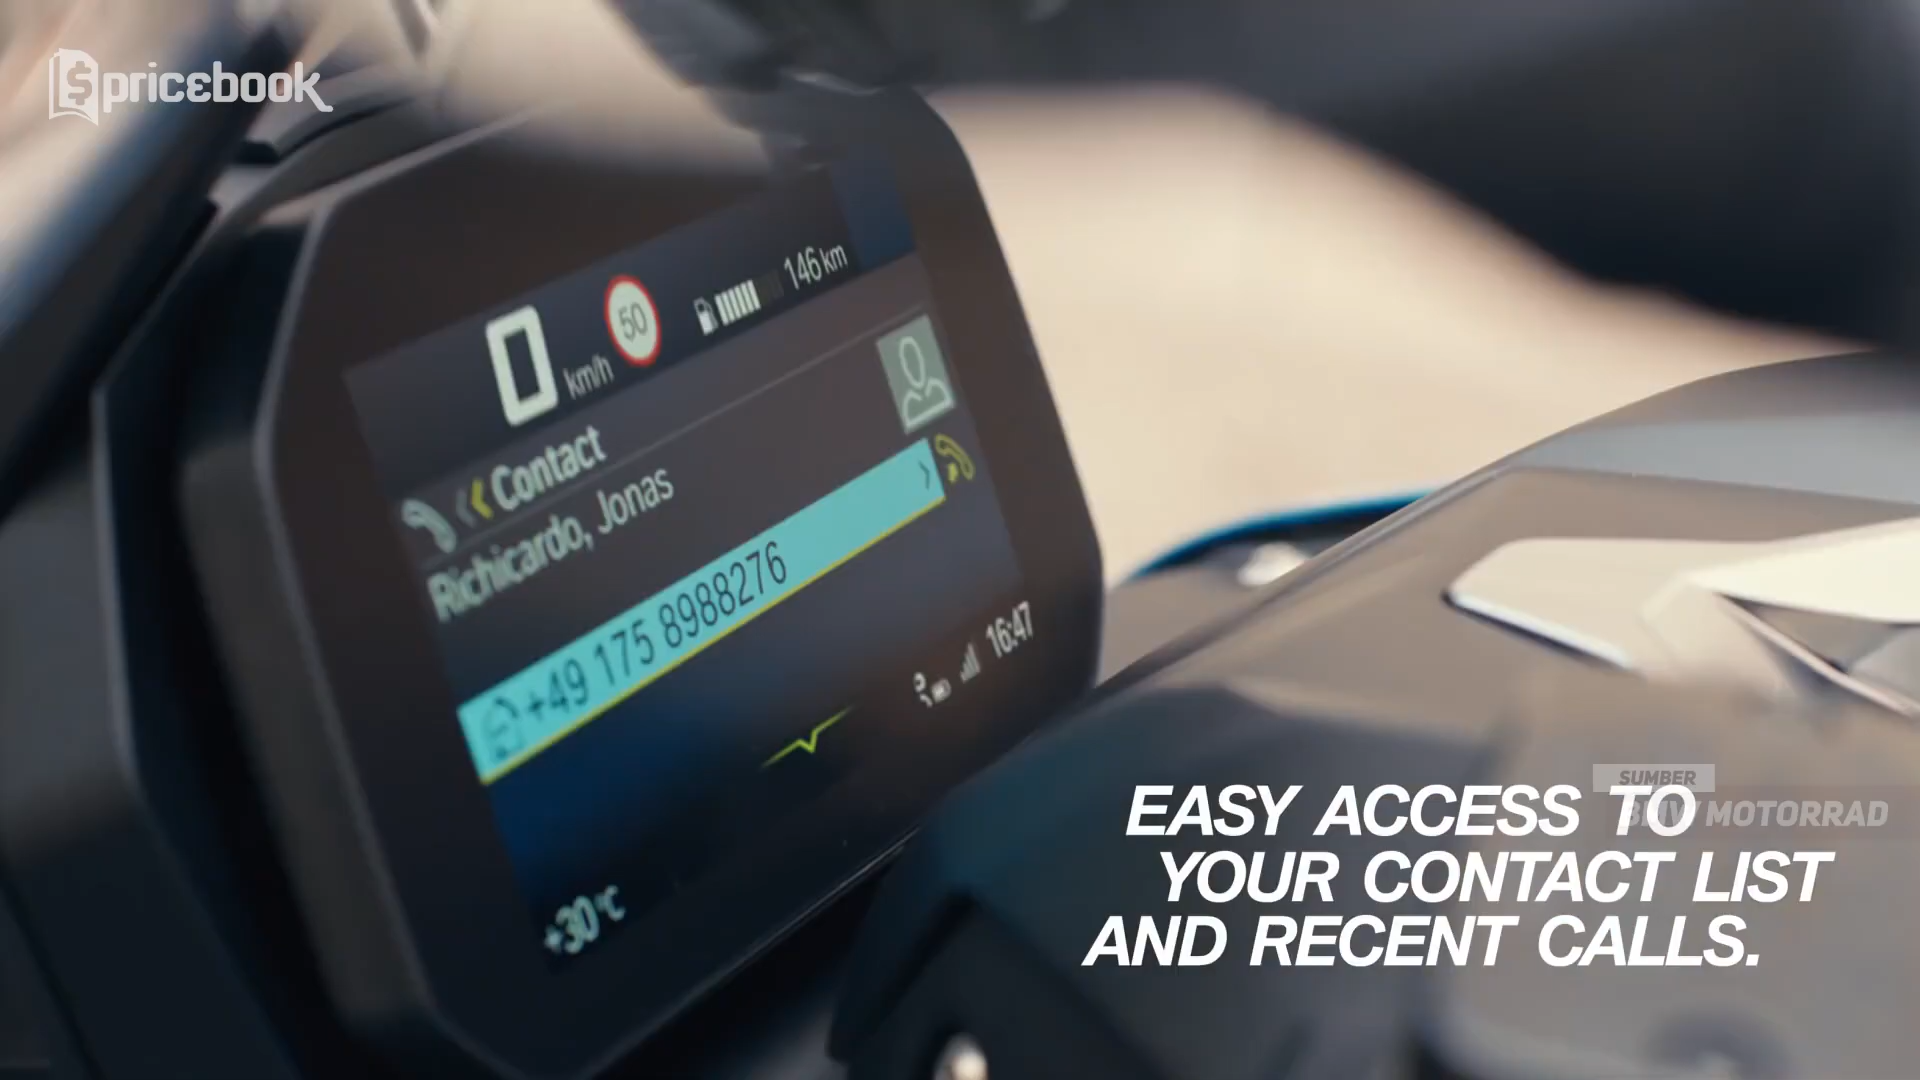 pricebook
0 km/h
50
146 km
Contact
Richicardo, Jonas
+49 175 8988276
16:47
+30°C
SUMBER
BMW MOTORRAD
EASY ACCESS TO
YOUR CONTACT LIST
AND RECENT CALLS.